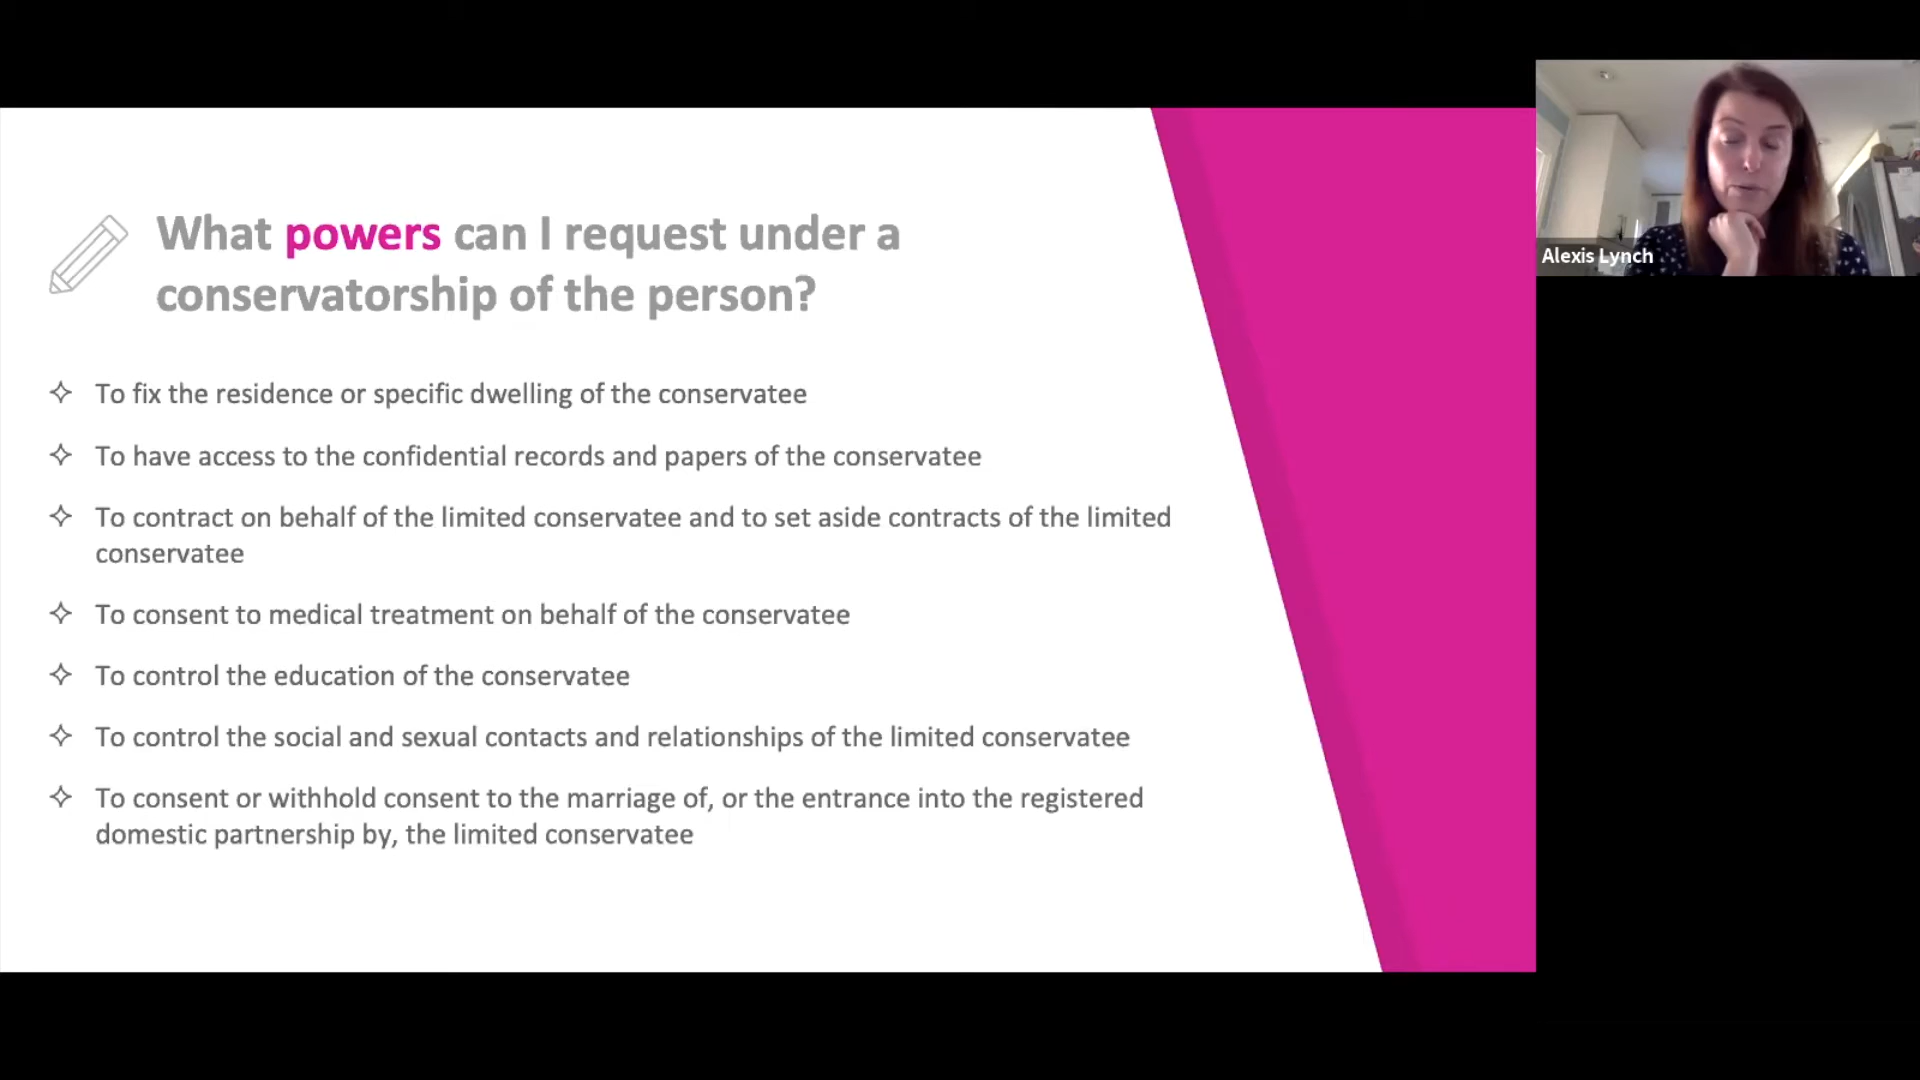 What powers can I request under a
conservatorship of the person?
To fix the residence or specific dwelling of the conservatee
To have access to the confidential records and papers of the conservatee
To contract on behalf of the limited conservatee and to set aside contracts of the limited
conservatee
To consent to medical treatment on behalf of the conservatee
To control the education of the conservatee
To control the social and sexual contacts and relationships of the limited conservatee
To consent or withhold consent to the marriage of, or the entrance into the registered
domestic partnership by, the limited conservatee
Alexis Lynch